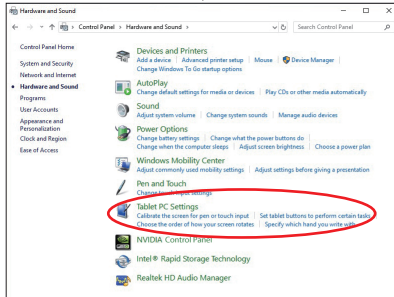 Hardware and Sound
Control Panel > Hardware and Sound >
Search Control Panel
Control Panel Home
System and Security
Network and Internet
Hardware and Sound
Programs
User Accounts
Appearance and
Personalization
Clock and Region
Ease of Access
Devices and Printers
Add a device | Advanced printer setup | Mouse | Device Manager |
Change Windows To Go startup options
AutoPlay
Change default settings for media or devices | Play CDs or other media automatically
Sound
Adjust system volume | Change system sounds | Manage audio devices
Power Options
Change battery settings | Change what the power buttons do |
Change when the computer sleeps | Adjust screen brightness | Choose a power plan
Windows Mobility Center
Adjust commonly used mobility settings | Adjust settings before giving a presentation
Pen and Touch
Change touch input settings
Tablet PC Settings
Calibrate the screen for pen or touch input | Set tablet buttons to perform certain tasks
Choose the order of how your screen rotates | Specify which hand you write with
NVIDIA Control Panel
Intel® Rapid Storage Technology
Realtek HD Audio Manager